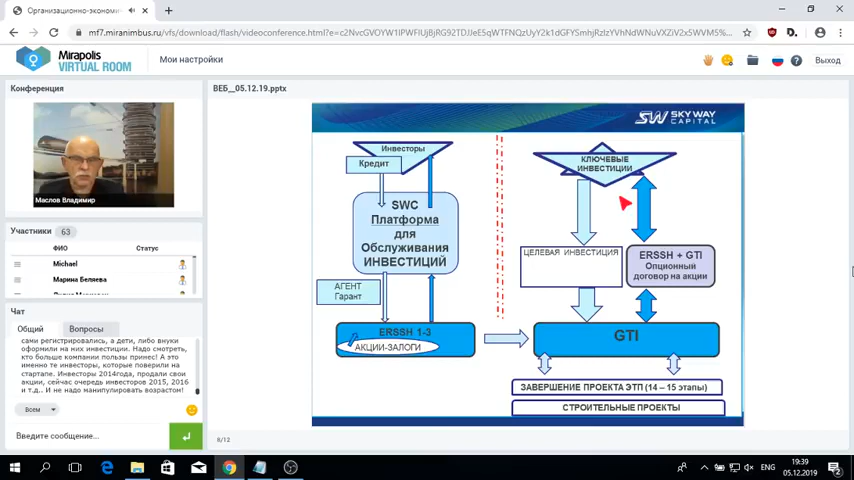 Организационно-эконом
mf7.miranimbus.ru/vfs/download/flash/videoconference.html?e=
Mirapolis
VIRTUAL ROOM
Мои настройки
Выход
Конференция
ВЕБ__05.12.19.pptx
Маслов Владимир
Участники 63
ФИО Статус
Michael
Марина Беляева
Чат
Общий Вопросы
сами регистрировались, а дети, либо внуки
оформили на них инвестиции. Надо смотреть,
кто больше компании пользы принес! А это
именно те инвесторы, которые поверили на
стартапе. Инвесторы 2014года, продали свои
акции, сейчас очередь инвесторов 2015, 2016
и т.д.. И не надо манипулировать возрастом!
Всем
Введите сообщение...
SW SKY WAY
CAPITAL
Инвесторы
Кредит
SWC
Платформа
для
Обслуживания
ИНВЕСТИЦИЙ
АГЕНТ
Гарант
ERSSH 1-3
АКЦИИ-ЗАЛОГИ
КЛЮЧЕВЫЕ
ИНВЕСТИЦИИ
ЦЕЛЕВАЯ ИНВЕСТИЦИЯ
ERSSH + GTI
Опционный
договор на акции
GTI
ЗАВЕРШЕНИЕ ПРОЕКТА ЭТП (14 – 15 этапы)
СТРОИТЕЛЬНЫЕ ПРОЕКТЫ
8/12
ENG
19:39
05.12.2019
2